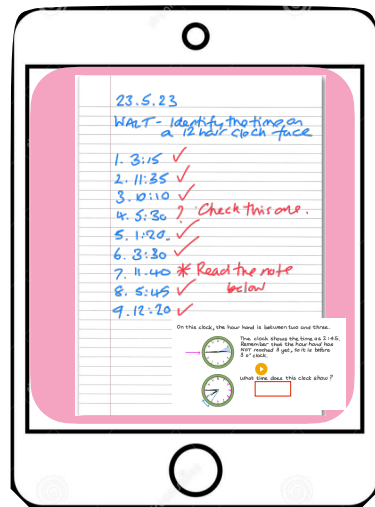 23.5.23
WALT - Identify the time on
a 12 hour clock face
1. 3:15 ✓
2. 11:35 ✓
3. 10:10 ✓
4. 5:30 ? Check this one.
5. 1:20. ✓
6. 3:30 ✓
7. 11.40 * Read the note
below
8. 5:45 ✓
9. 12:20 ✓
On this clock, the hour hand is between two and three.
The clock shows the time as 2:45.
Remember that the hour hand has
NOT reached 3 yet, so it is before
3 o'clock.
What time does this clock show?